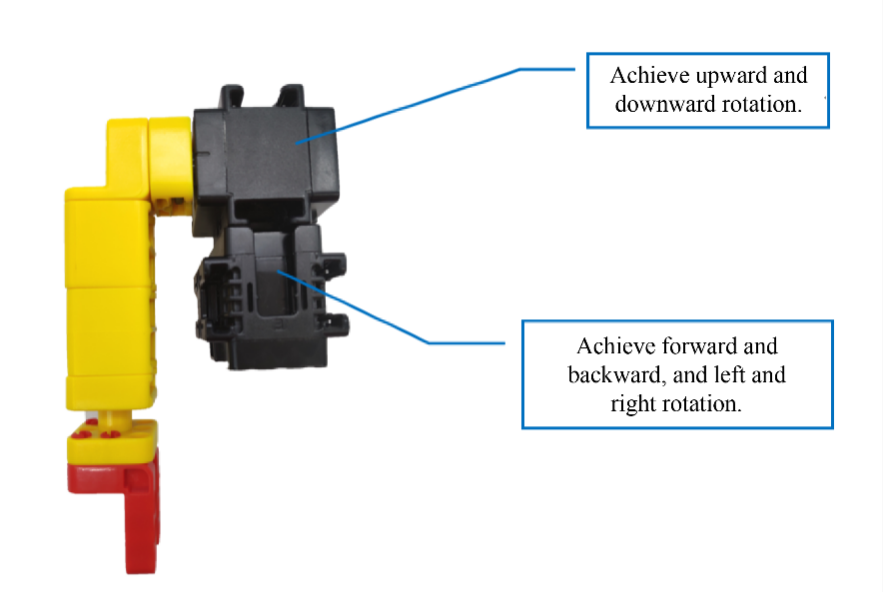 Achieve upward and
downward rotation.
Achieve forward and
backward, and left and
right rotation.